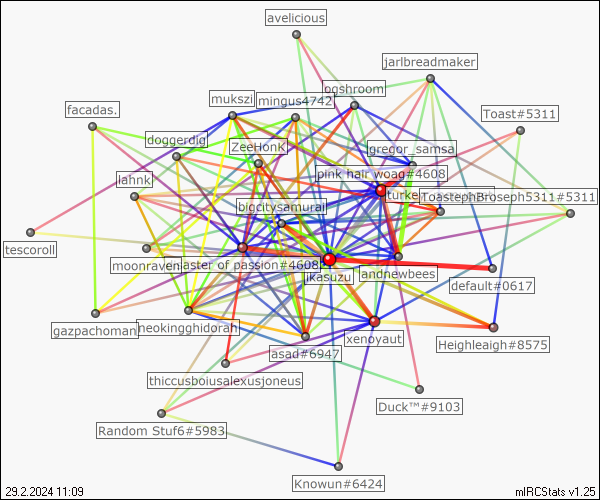 avelicious
jarlbreadmaker
ogshroom
mukszi
mingus4742
facadas.
Toast#5311
doggerdig
ZeeHonK
gregor_samsa
pink hair woag#4608
lahnk
ToastephBroseph5311#5311
bigcitysamurai
tescoroll
moonraven
aster of passion#4608
ikasuzu
andnewbees
default#0617
gazpachoman
neokingghidorah
xenoyaut
Heighleaigh#8575
asad#6947
thiccusboiusalexusjoneus
Duck™#9103
Random Stuf6#5983
Knowun#6424
29.2.2024 11:09
mIRCStats v1.25